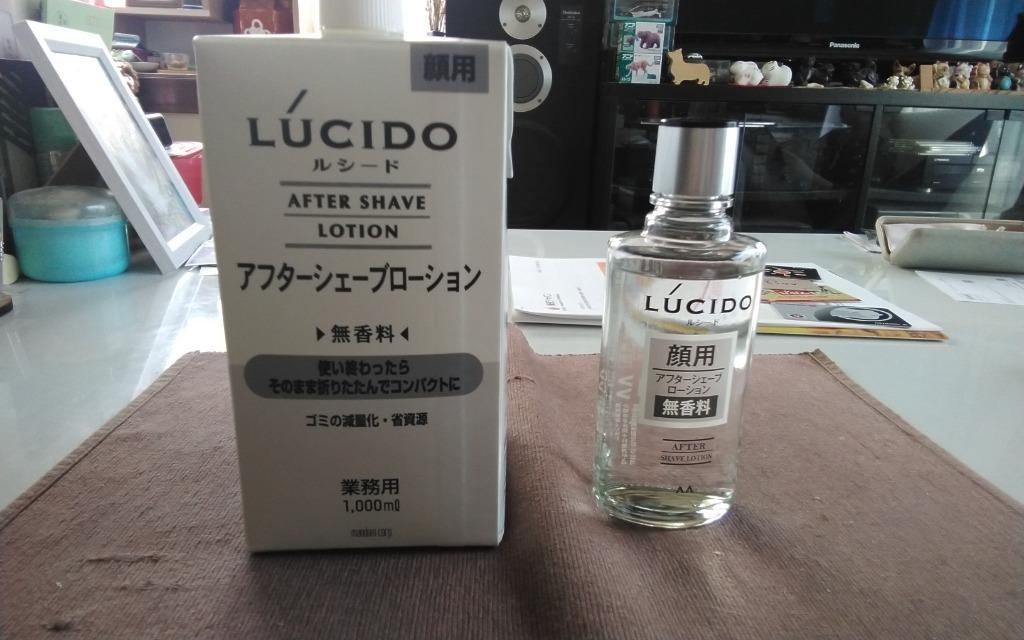 顔用
LÚCIDO
ルシード
AFTER SHAVE
LOTION
アフターシェーブローション
無香料
使い終わったら
そのまま折りたたんでコンパクトに
ゴミの減量化・省資源
業務用
1,000mℓ
mandom corp.
LÚCIDO
ルシード
顔用
アフターシェーブ
ローション
無香料
AFTER
SHAVE LOTION
Panasonic